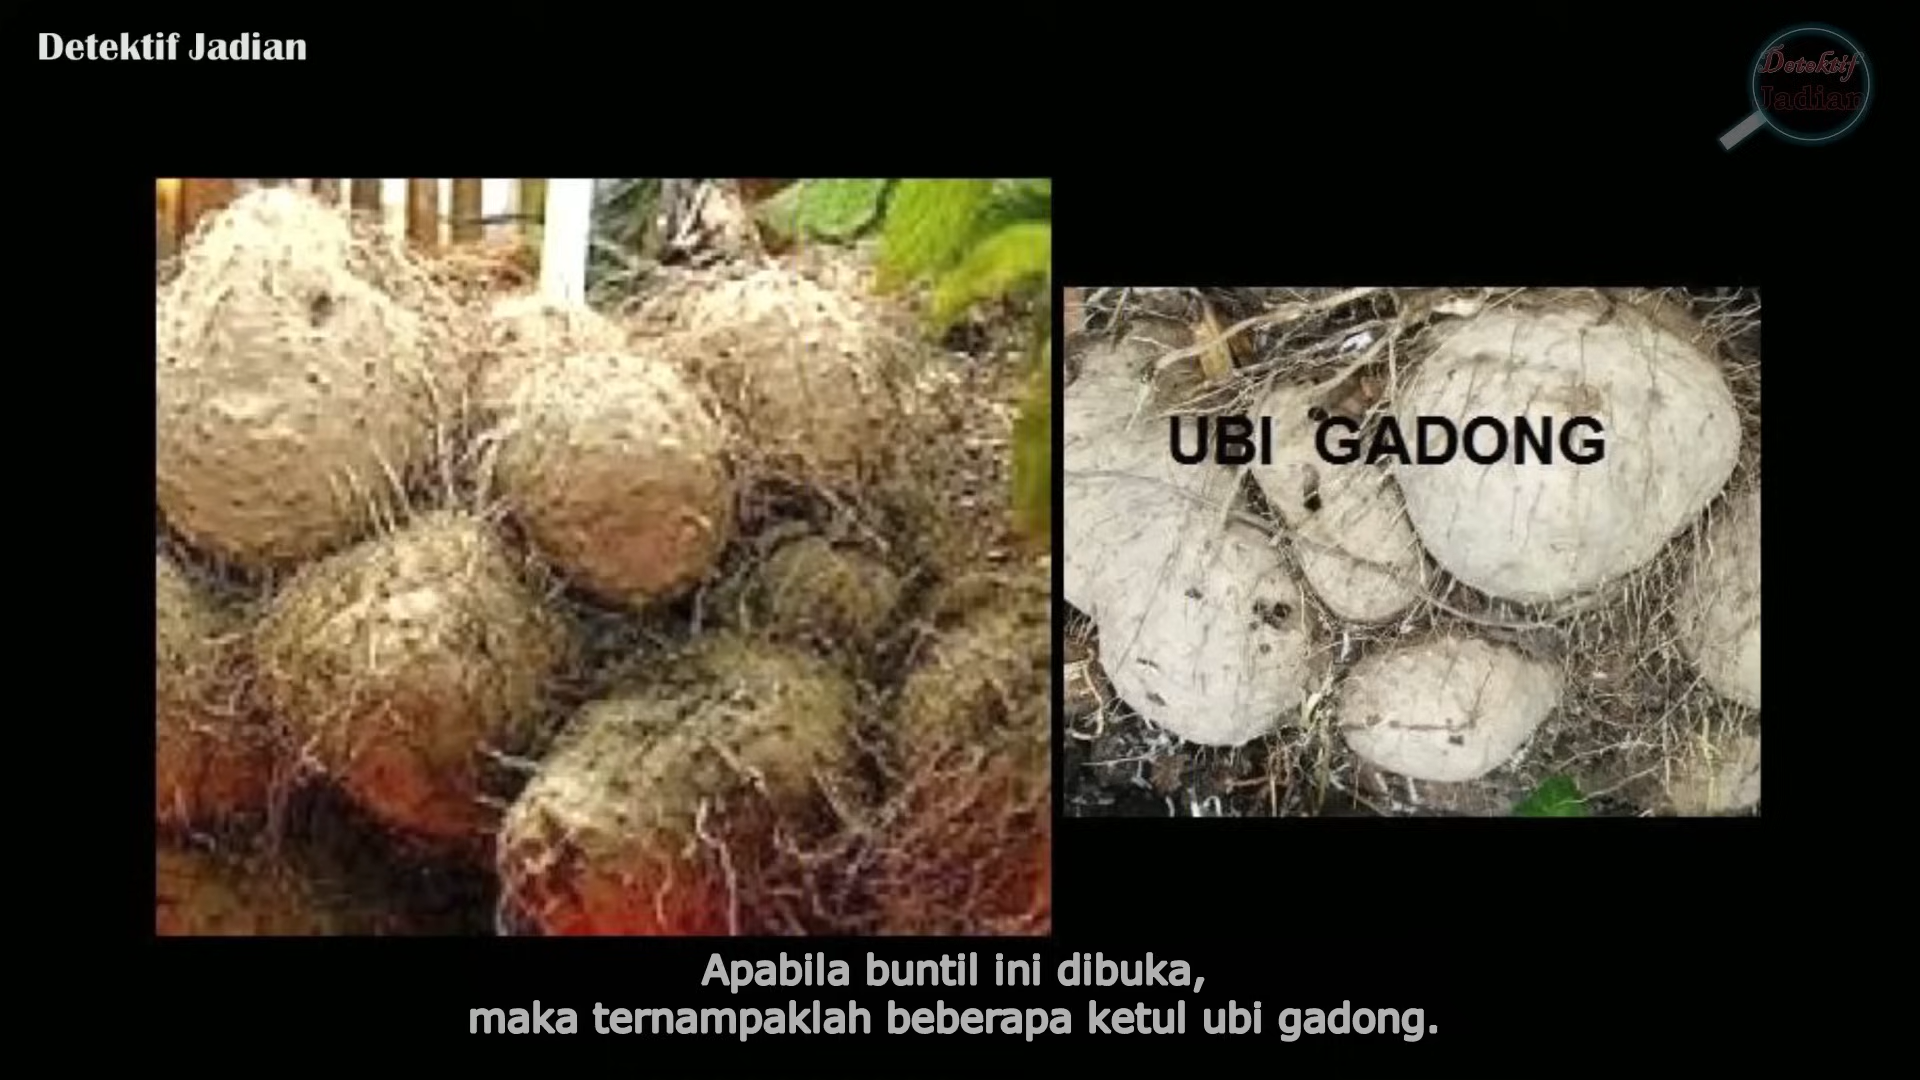 Detektif Jadian
Detektif
Jadian
UBI GADONG
Apabila buntil ini dibuka,
maka ternampaklah beberapa ketul ubi gadong.